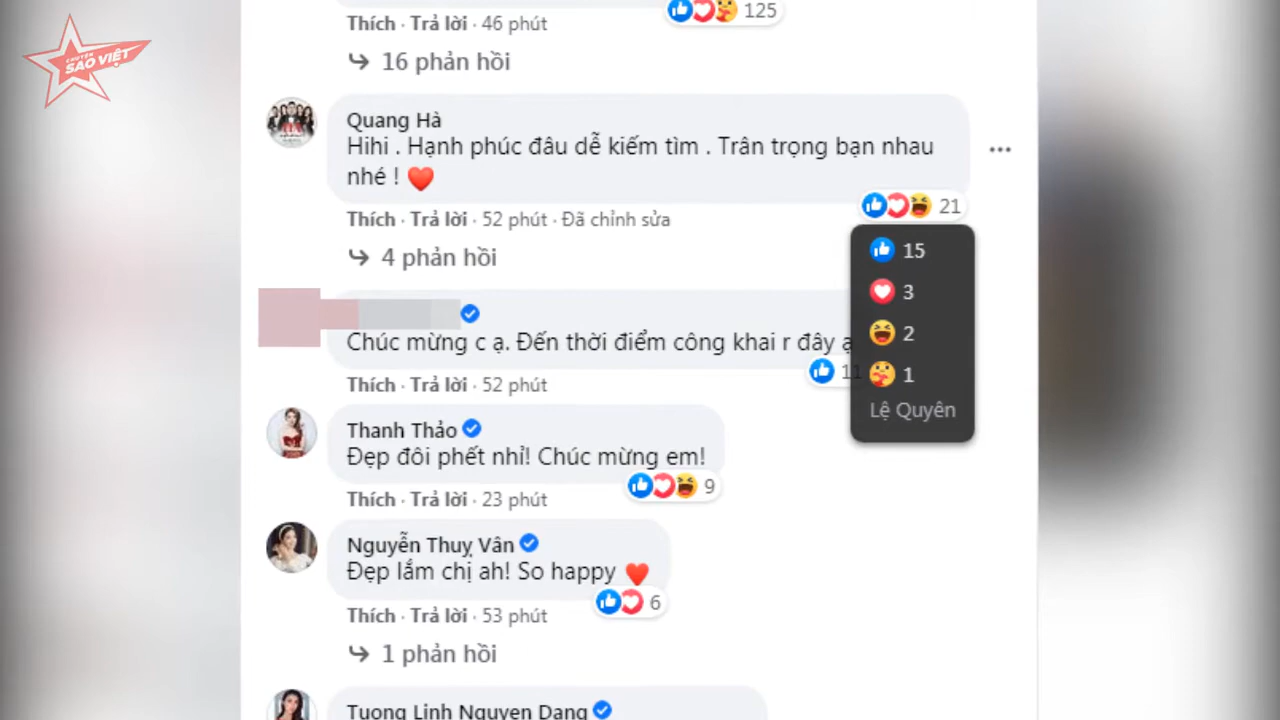 CHUYỆN
SAO VIỆT
125
Thích · Trả lời · 46 phút
16 phản hồi
Quang Hà
Hihi . Hạnh phúc đâu dễ kiếm tìm . Trân trọng bạn nhau
nhé !
21
Thích · Trả lời · 52 phút · Đã chỉnh sửa
15
4 phản hồi
3
2
Chúc mừng c ạ. Đến thời điểm công khai r đây ạ
11
1
Thích · Trả lời · 52 phút
Lệ Quyên
Thanh Thảo
Đẹp đôi phết nhỉ! Chúc mừng em!
9
Thích · Trả lời · 23 phút
Nguyễn Thuỵ Vân
Đẹp lắm chị ah! So happy
6
Thích · Trả lời · 53 phút
1 phản hồi
Tuong Linh Nguyen Dang